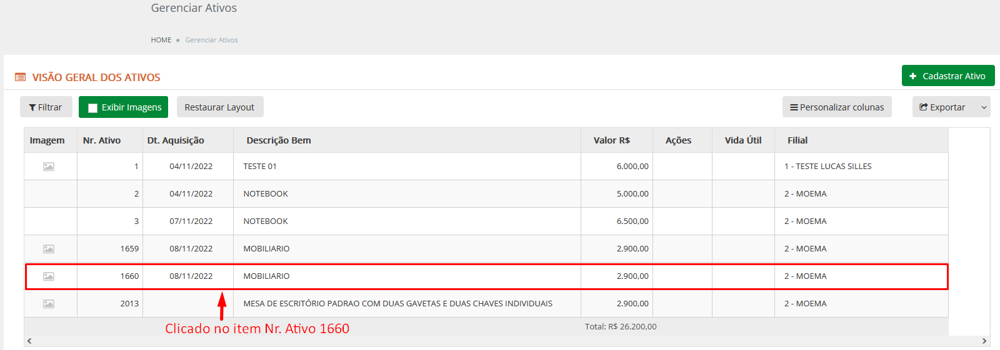 Gerenciar Ativos
HOME ● Gerenciar Ativos
VISÃO GERAL DOS ATIVOS
+ Cadastrar Ativo
Filtrar Exibir Imagens Restaurar Layout Personalizar colunas Exportar
Imagem Nr. Ativo Dt. Aquisição Descrição Bem Valor R$ Ações Vida Útil Filial
1 04/11/2022 TESTE 01 6.000,00 1 - TESTE LUCAS SILLES
2 04/11/2022 NOTEBOOK 5.000,00 2 - MOEMA
3 07/11/2022 NOTEBOOK 6.500,00 2 - MOEMA
1659 08/11/2022 MOBILIARIO 2.900,00 2 - MOEMA
1660 08/11/2022 MOBILIARIO 2.900,00 2 - MOEMA
2013 MESA DE ESCRITÓRIO PADRAO COM DUAS GAVETAS E DUAS CHAVES INDIVIDUAIS 2.900,00 2 - MOEMA
Total: R$ 26.200,00
Clicado no item Nr. Ativo 1660